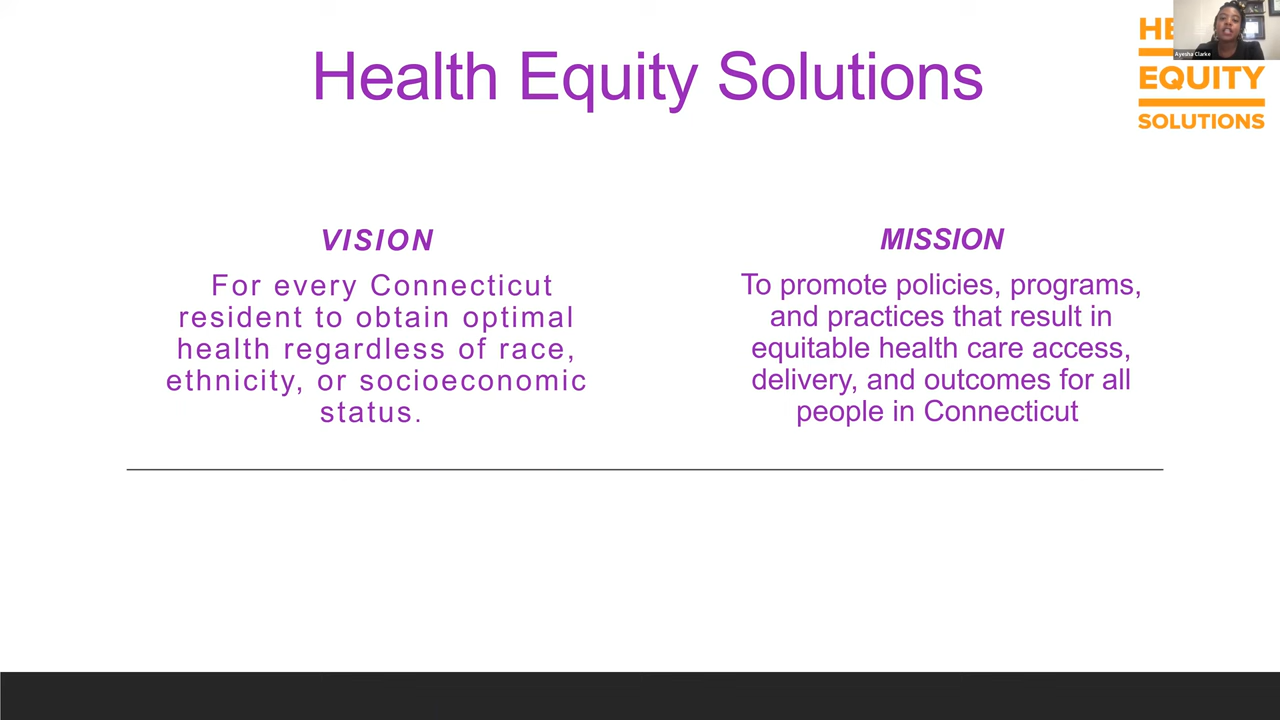 Health Equity Solutions
Ayesha Clarke
EQUITY
SOLUTIONS
VISION
For every Connecticut
resident to obtain optimal
health regardless of race,
ethnicity, or socioeconomic
status.
MISSION
To promote policies, programs,
and practices that result in
equitable health care access,
delivery, and outcomes for all
people in Connecticut